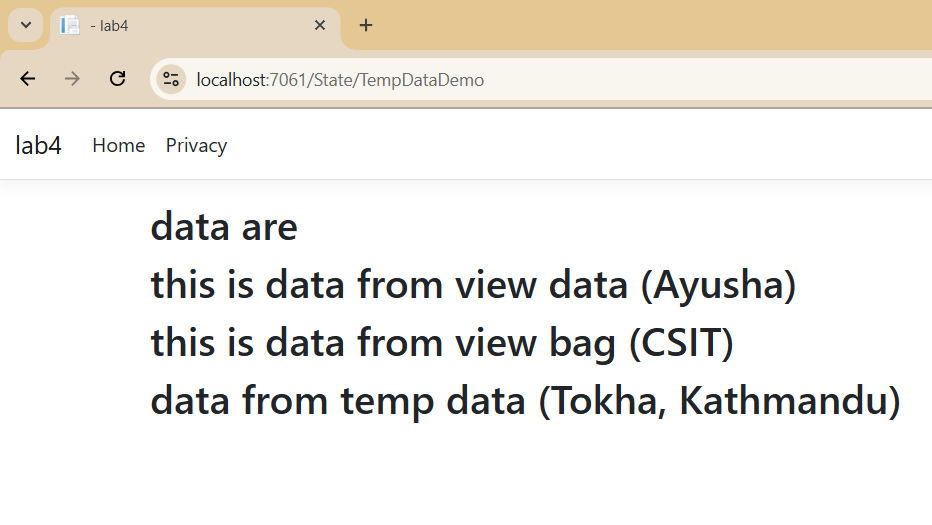 - lab4
localhost:7061/State/TempDataDemo
lab4 Home Privacy
data are
this is data from view data (Ayusha)
this is data from view bag (CSIT)
data from temp data (Tokha, Kathmandu)